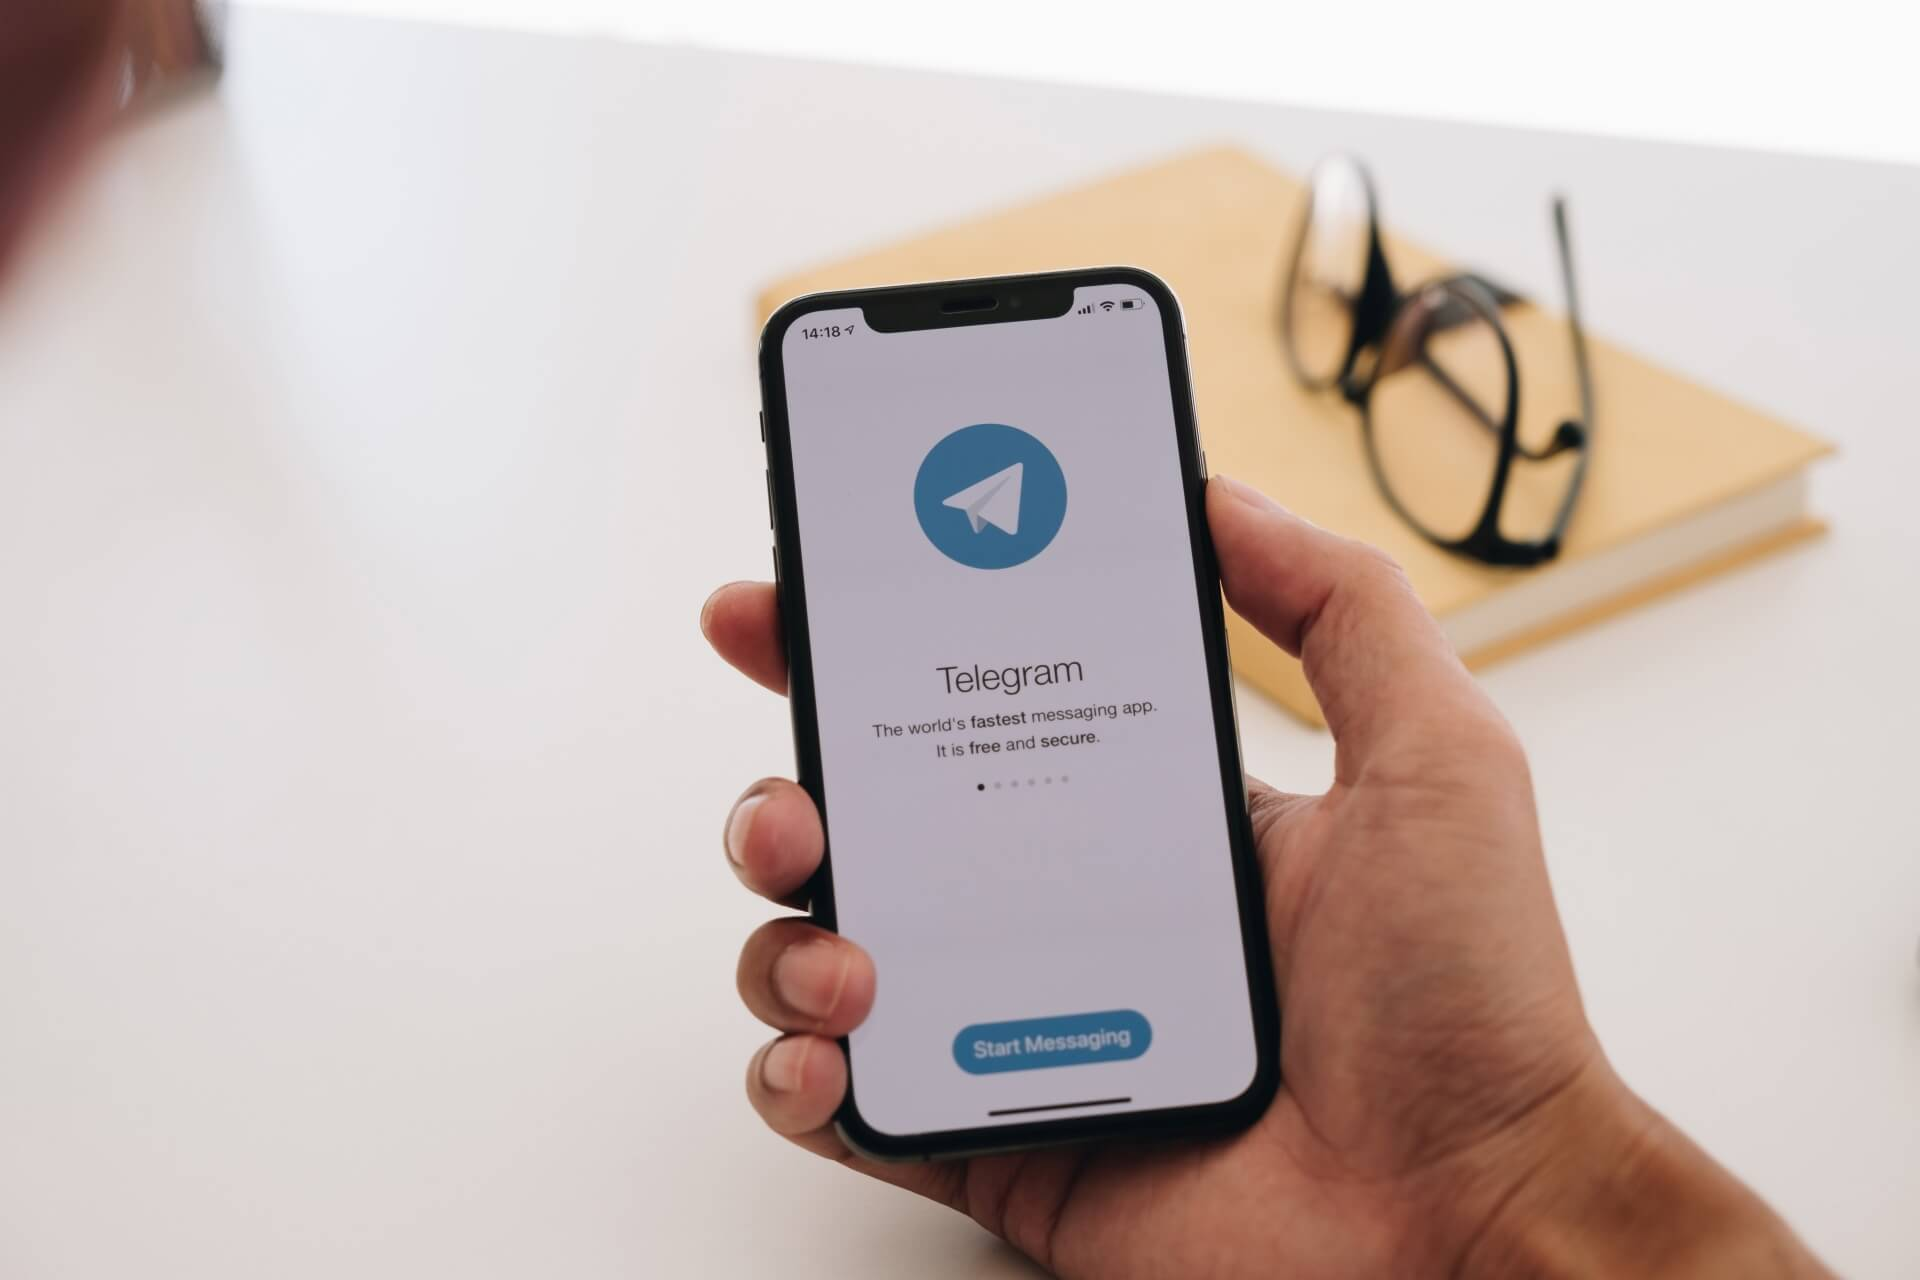 14:18
Telegram
The world's fastest messaging app.
It is free and secure.
Start Messaging